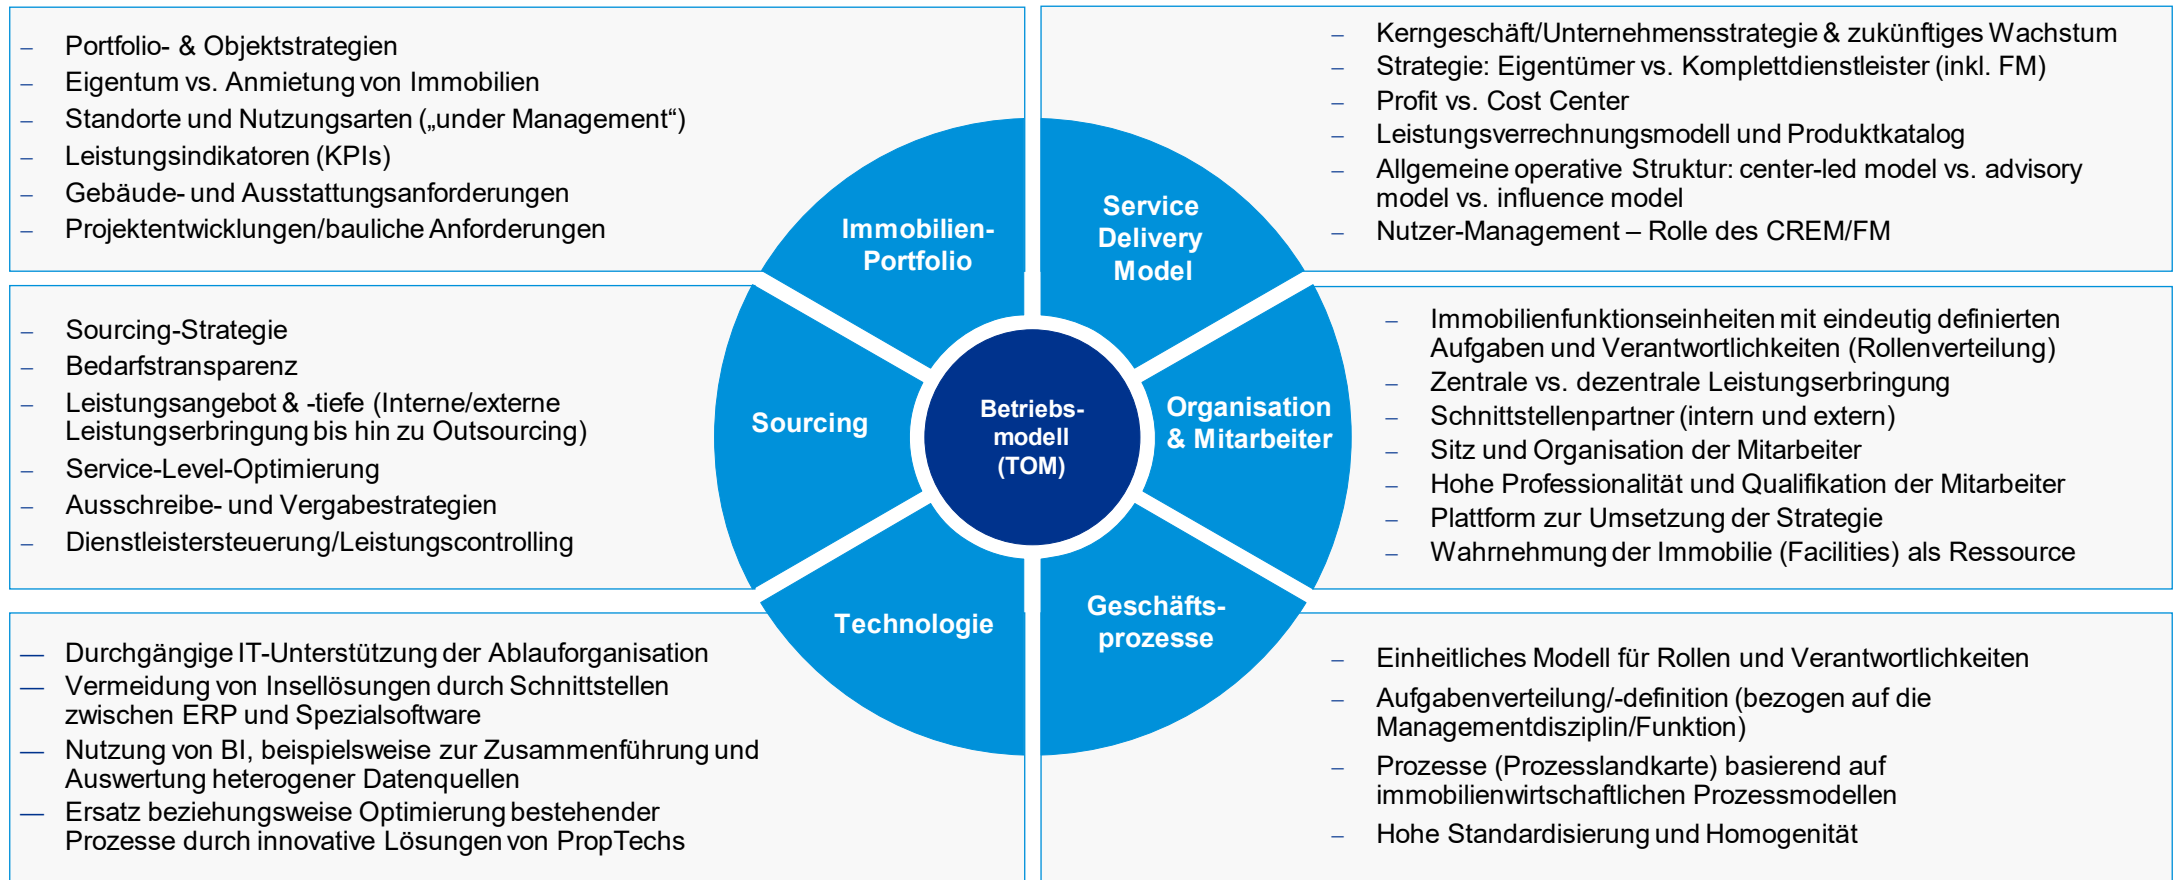 – Portfolio- & Objektstrategien
– Eigentum vs. Anmietung von Immobilien
– Standorte und Nutzungsarten („under Management“)
– Leistungsindikatoren (KPIs)
– Gebäude- und Ausstattungsanforderungen
– Projektentwicklungen/bauliche Anforderungen
– Kerngeschäft/Unternehmensstrategie & zukünftiges Wachstum
– Strategie: Eigentümer vs. Komplettdienstleister (inkl. FM)
– Profit vs. Cost Center
– Leistungsverrechnungsmodell und Produktkatalog
– Allgemeine operative Struktur: center-led model vs. advisory
model vs. influence model
– Nutzer-Management – Rolle des CREM/FM
Immobilien-
Portfolio
Service
Delivery
Model
– Sourcing-Strategie
– Bedarfstransparenz
– Leistungsangebot & -tiefe (Interne/externe
Leistungserbringung bis hin zu Outsourcing)
– Service-Level-Optimierung
– Ausschreibe- und Vergabestrategien
– Dienstleistersteuerung/Leistungscontrolling
Sourcing
Betriebs-
modell
(TOM)
Organisation
& Mitarbeiter
– Immobilienfunktionseinheiten mit eindeutig definierten
Aufgaben und Verantwortlichkeiten (Rollenverteilung)
– Zentrale vs. dezentrale Leistungserbringung
– Schnittstellenpartner (intern und extern)
– Sitz und Organisation der Mitarbeiter
– Hohe Professionalität und Qualifikation der Mitarbeiter
– Plattform zur Umsetzung der Strategie
– Wahrnehmung der Immobilie (Facilities) als Ressource
Technologie
Geschäfts-
prozesse
— Durchgängige IT-Unterstützung der Ablauforganisation
— Vermeidung von Insellösungen durch Schnittstellen
zwischen ERP und Spezialsoftware
— Nutzung von BI, beispielsweise zur Zusammenführung und
Auswertung heterogener Datenquellen
— Ersatz beziehungsweise Optimierung bestehender
Prozesse durch innovative Lösungen von PropTechs
– Einheitliches Modell für Rollen und Verantwortlichkeiten
– Aufgabenverteilung/-definition (bezogen auf die
Managementdisziplin/Funktion)
– Prozesse (Prozesslandkarte) basierend auf
immobilienwirtschaftlichen Prozessmodellen
– Hohe Standardisierung und Homogenität